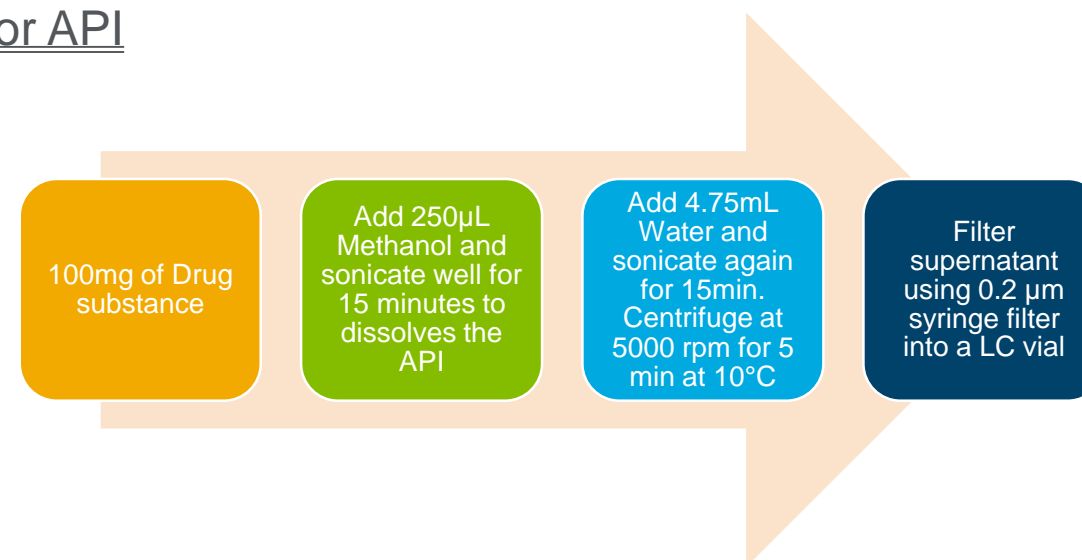 or API
100mg of Drug
substance
Add 250µL
Methanol and
sonicate well for
15 minutes to
dissolves the
API
Add 4.75mL
Water and
sonicate again
for 15min.
Centrifuge at
5000 rpm for 5
min at 10°C
Filter
supernatant
using 0.2 µm
syringe filter
into a LC vial